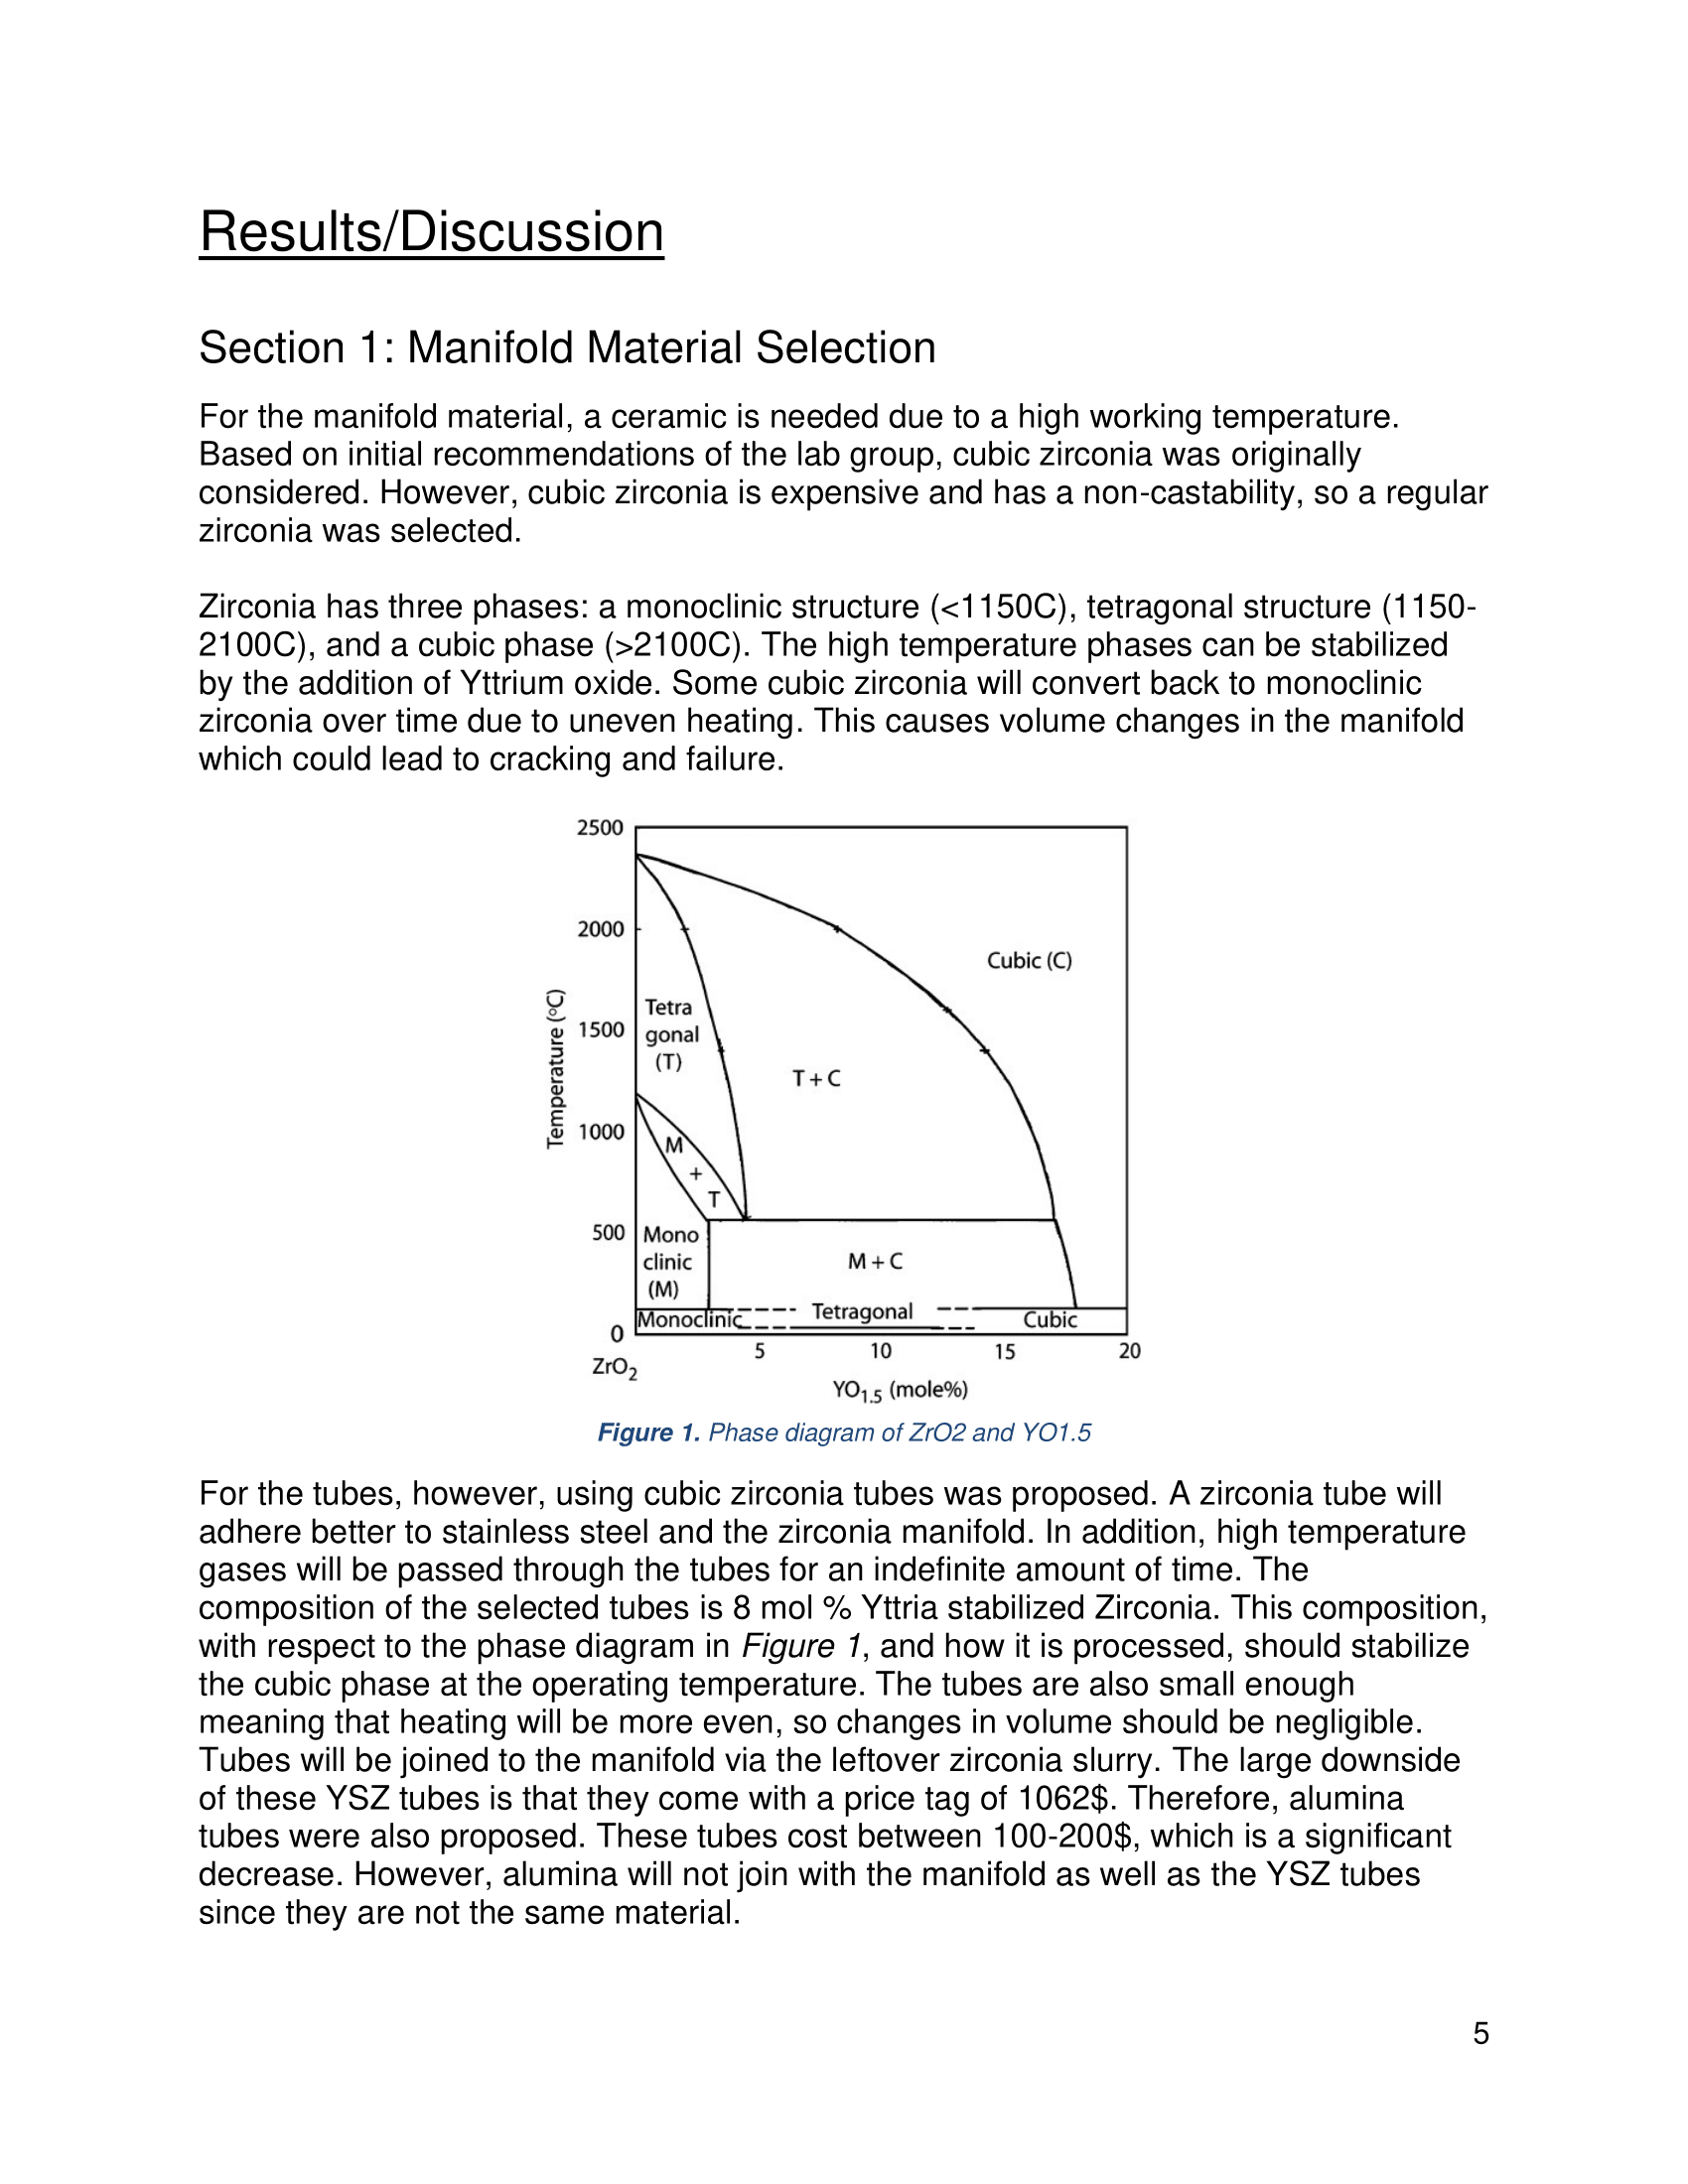 Results/Discussion
Section 1: Manifold Material Selection
For the manifold material, a ceramic is needed due to a high working temperature.
Based on initial recommendations of the lab group, cubic zirconia was originally
considered. However, cubic zirconia is expensive and has a non-castability, so a regular
zirconia was selected.
Zirconia has three phases: a monoclinic structure (<1150C), tetragonal structure (1150-
2100C), and a cubic phase (>2100C). The high temperature phases can be stabilized
by the addition of Yttrium oxide. Some cubic zirconia will convert back to monoclinic
zirconia over time due to uneven heating. This causes volume changes in the manifold
which could lead to cracking and failure.
2500
2000
Cubic (C)
Temperature (°C)
Tetra
1500
gonal
(T)
T + C
1000
M
+
T
500
Mono
clinic
(M)
M + C
Monoclinic
Tetragonal
Cubic
0
5
10
15
20
ZrO2
YO1.5 (mole%)
Figure 1. Phase diagram of ZrO2 and YO1.5
For the tubes, however, using cubic zirconia tubes was proposed. A zirconia tube will
adhere better to stainless steel and the zirconia manifold. In addition, high temperature
gases will be passed through the tubes for an indefinite amount of time. The
composition of the selected tubes is 8 mol % Yttria stabilized Zirconia. This composition,
with respect to the phase diagram in Figure 1, and how it is processed, should stabilize
the cubic phase at the operating temperature. The tubes are also small enough
meaning that heating will be more even, so changes in volume should be negligible.
Tubes will be joined to the manifold via the leftover zirconia slurry. The large downside
of these YSZ tubes is that they come with a price tag of 1062$. Therefore, alumina
tubes were also proposed. These tubes cost between 100-200$, which is a significant
decrease. However, alumina will not join with the manifold as well as the YSZ tubes
since they are not the same material.
5